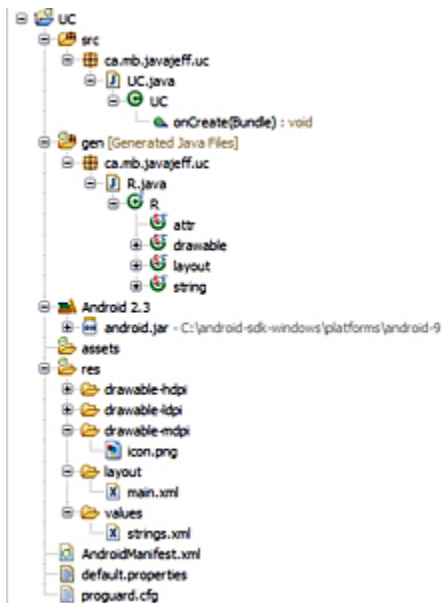 UC
src
ca.mb.javajeff.uc
UC.java
UC
onCreate(Bundle) : void
gen [Generated Java Files]
ca.mb.javajeff.uc
R.java
R
attr
drawable
layout
string
Android 2.3
android.jar - C:\android-sdk-windows\platforms\android-9
assets
res
drawable-hdpi
drawable-ldpi
drawable-mdpi
icon.png
layout
main.xml
values
strings.xml
AndroidManifest.xml
default.properties
proguard.cfg